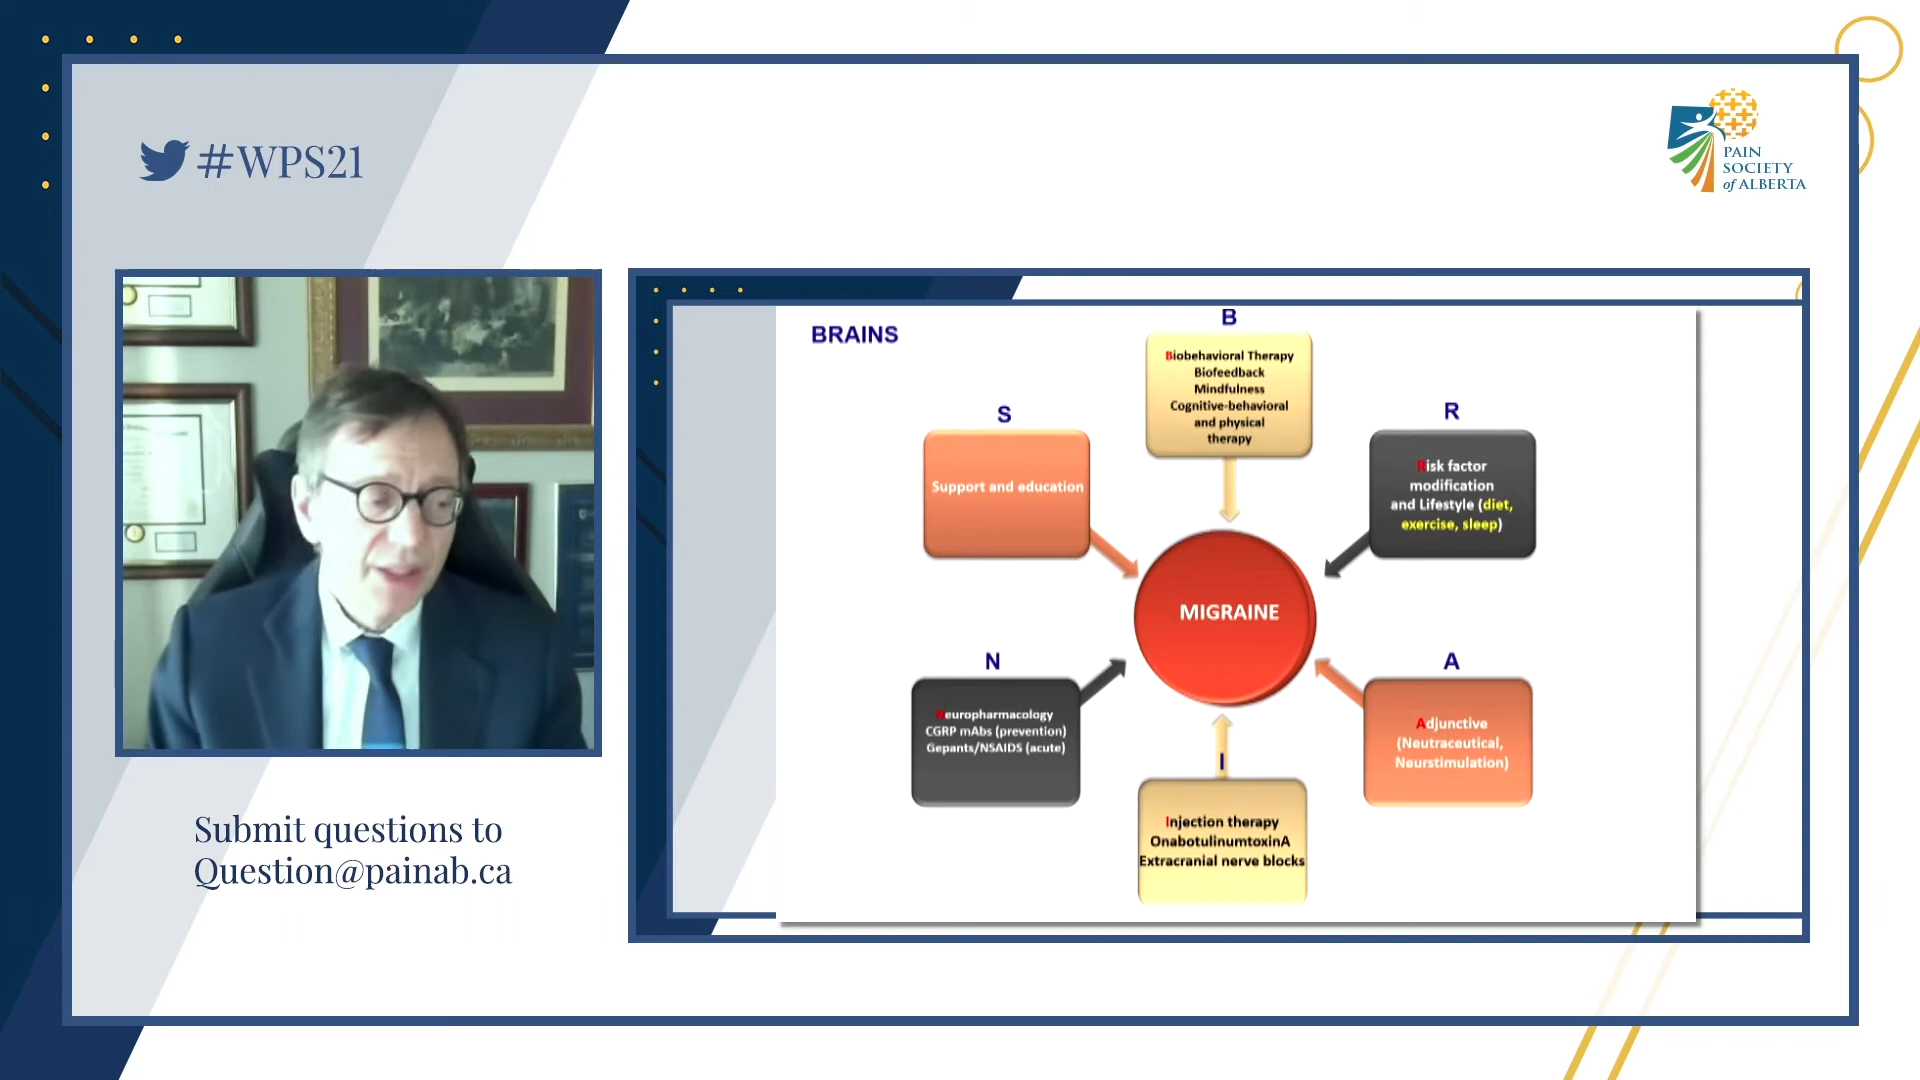 #WPS21
PAIN
SOCIETY
of ALBERTA
BRAINS
B
Biobehavioral Therapy
Biofeedback
Mindfulness
Cognitive-behavioral
and physical
therapy
S
Support and education
R
Risk factor
modification
and Lifestyle (diet,
exercise, sleep)
MIGRAINE
N
Neuropharmacology
CGRP mAbs (prevention)
Gepants/NSAIDS (acute)
A
Adjunctive
(Neutraceutical,
Neurstimulation)
I
Injection therapy
OnabotulinumtoxinA
Extracranial nerve blocks
Submit questions to
Question@painab.ca